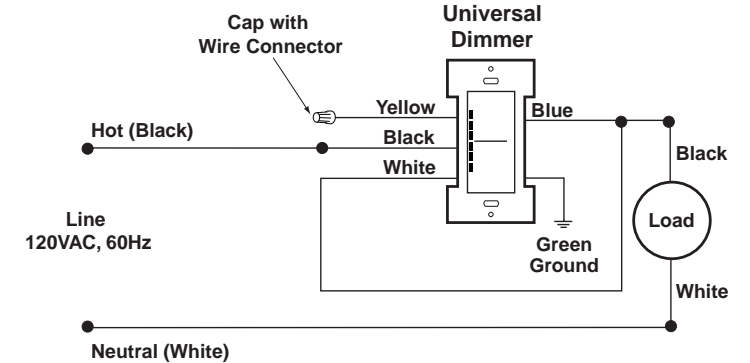 Universal
Dimmer
Cap with
Wire Connector
Yellow
Blue
Hot (Black)
Black
Black
White
Line
120VAC, 60Hz
Load
Green
Ground
White
Neutral (White)